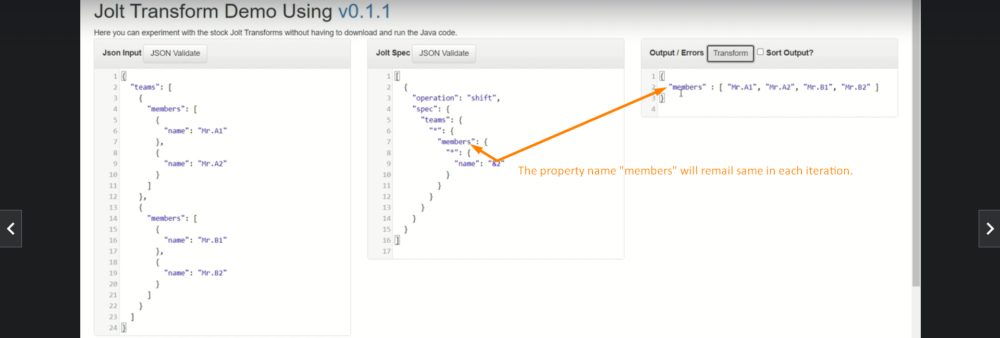 Jolt Transform Demo Using v0.1.1
Here you can experiment with the stock Jolt Transforms without having to download and run the Java code.
Json Input JSON Validate
1 {
2 "teams": [
3 {
4 "members": [
5 {
6 "name": "Mr.A1"
7 },
8 {
9 "name": "Mr.A2"
10 }
11 ]
12 },
13 {
14 "members": [
15 {
16 "name": "Mr.B1"
17 },
18 {
19 "name": "Mr.B2"
20 }
21 ]
22 }
23 ]
24 }
Jolt Spec JSON Validate
1 [
2 {
3 "operation": "shift",
4 "spec": {
5 "teams": {
6 "*": {
7 "members": {
8 "*": {
9 "name": "&2"
10 }
11 }
12 }
13 }
14 }
15 }
16 ]
17
The property name "members" will remail same in each iteration.
Output / Errors Transform Sort Output?
1 {
2 "members" : [ "Mr.A1", "Mr.A2", "Mr.B1", "Mr.B2" ]
3 }
4